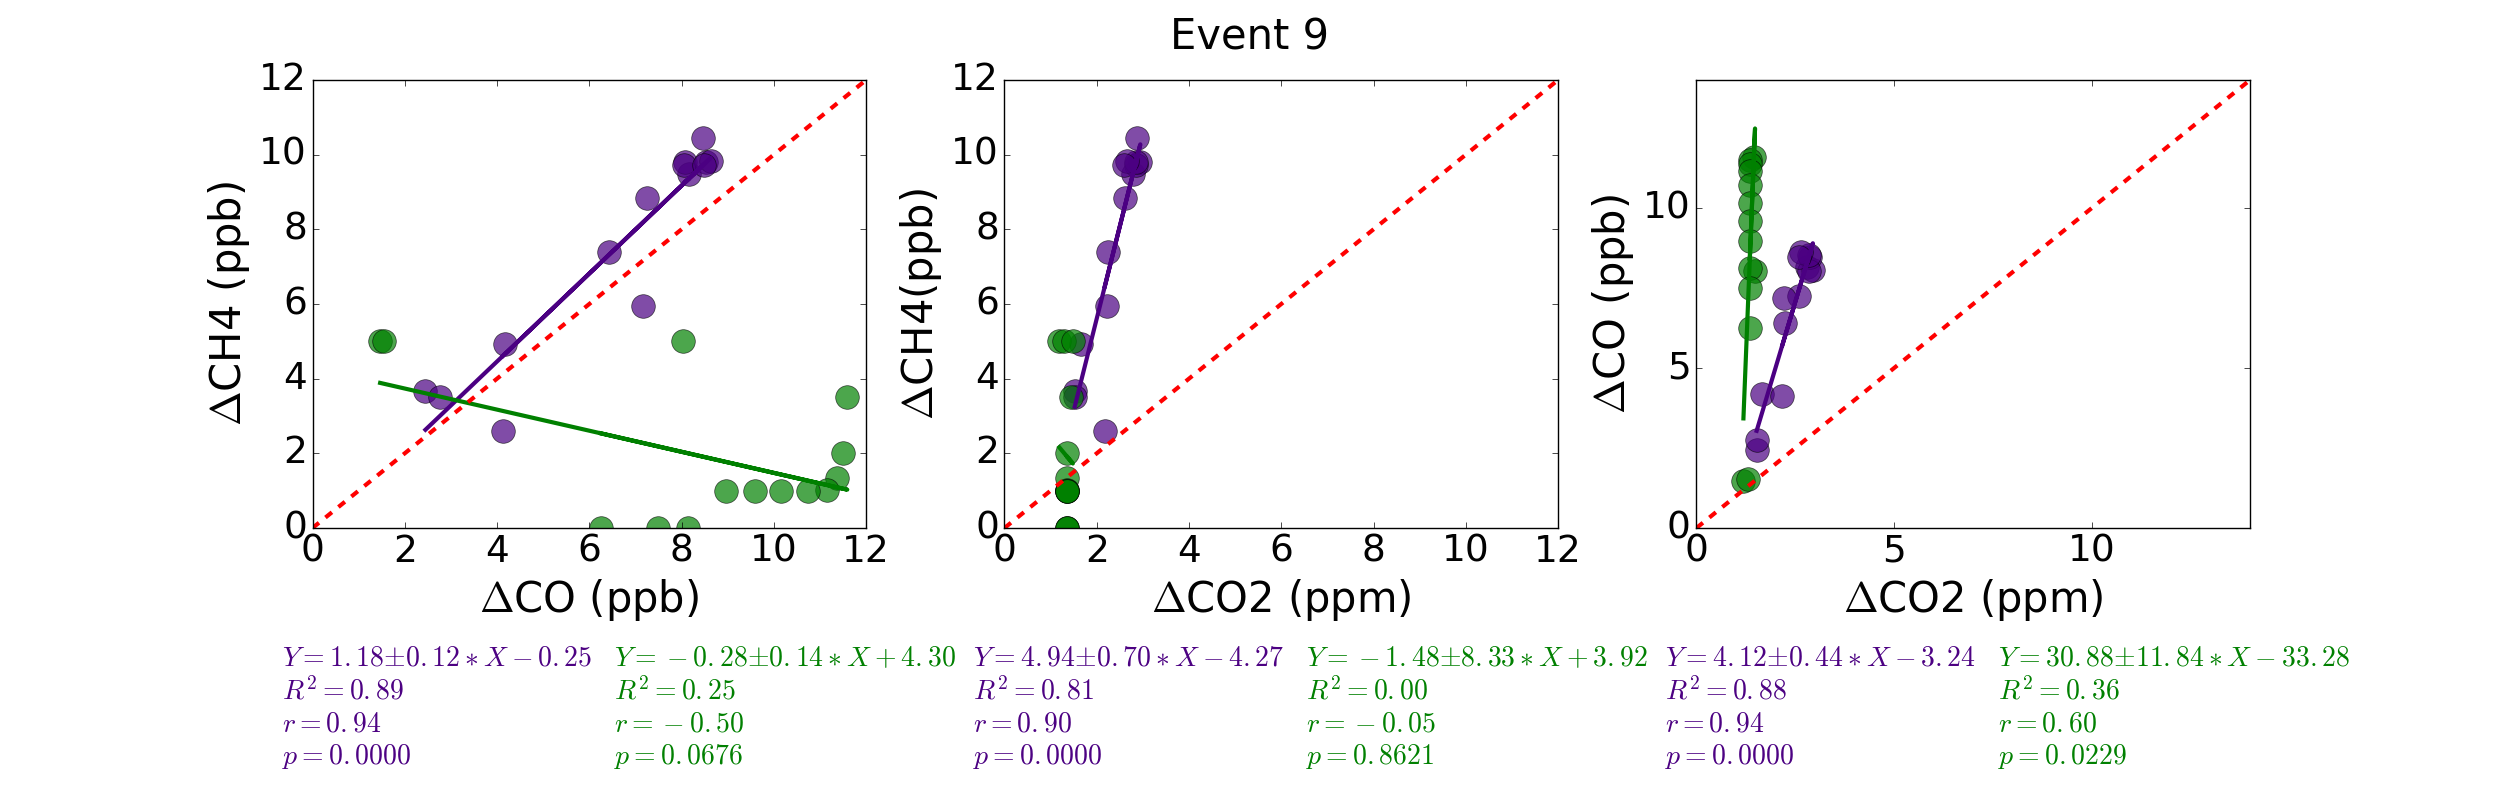 Event 9
12
10
8
6
4
2
0
0 2 4 6 8 10 12
ΔCH4 (ppb)
ΔCO (ppb)
12
10
8
6
4
2
0
0 2 4 6 8 10 12
ΔCH4(ppb)
ΔCO2 (ppm)
10
5
0
0 5 10
ΔCO (ppb)
ΔCO2 (ppm)
Y=1.18±0.12∗X−0.25
R²=0.89
r=0.94
p=0.0000
Y=−0.28±0.14∗X+4.30
R²=0.25
r=−0.50
p=0.0676
Y=4.94±0.70∗X−4.27
R²=0.81
r=0.90
p=0.0000
Y=−1.48±8.33∗X+3.92
R²=0.00
r=−0.05
p=0.8621
Y=4.12±0.44∗X−3.24
R²=0.88
r=0.94
p=0.0000
Y=30.88±11.84∗X−33.28
R²=0.36
r=0.60
p=0.0229